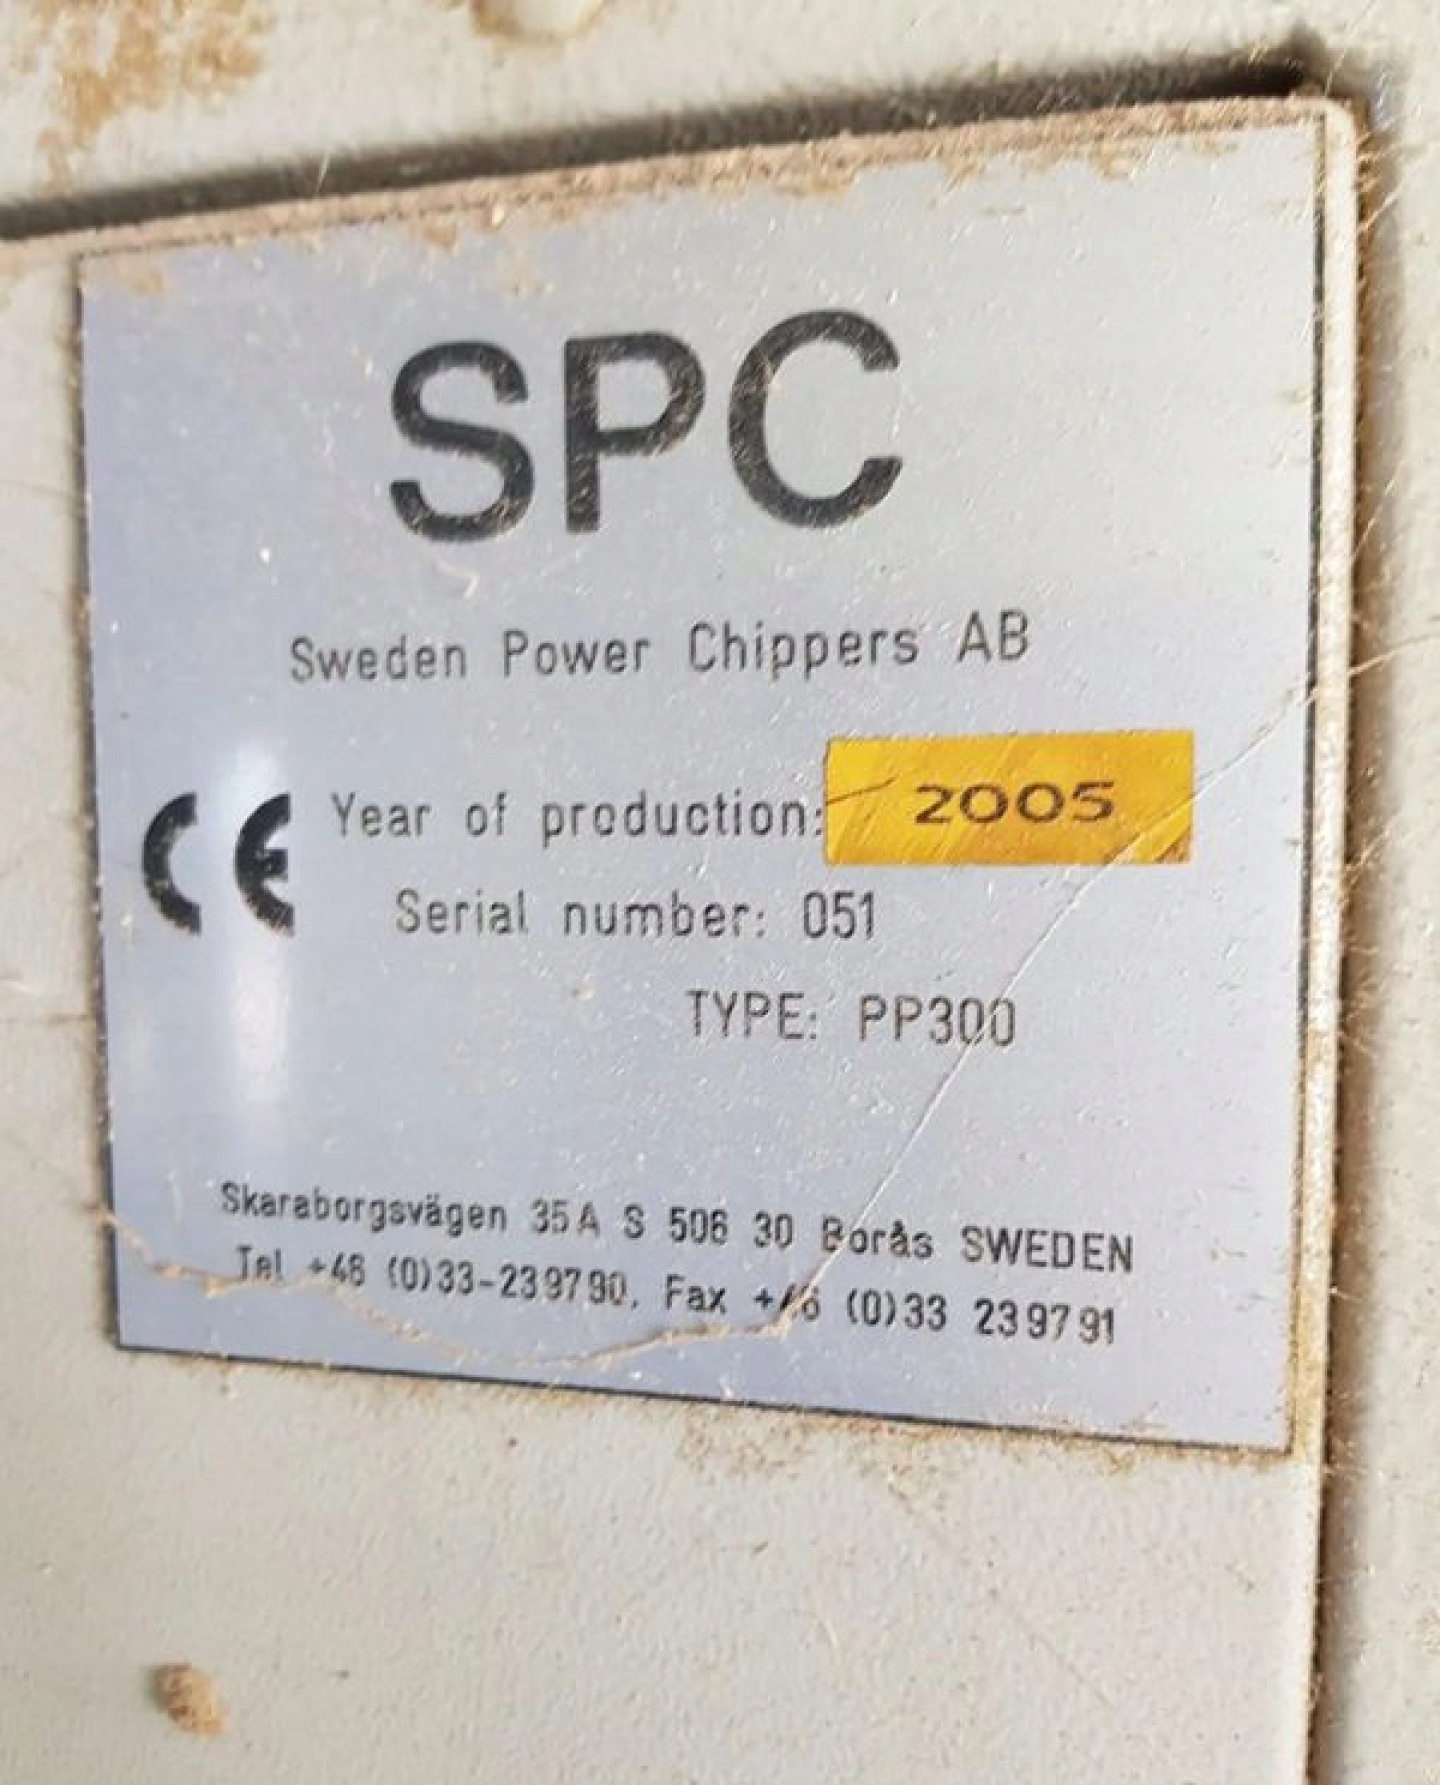 SPC
Sweden Power Chippers AB
CE Year of production: 2005
Serial number: 051
TYPE: PP300
Skaraborgsvägen 35A S 506 30 Borås SWEDEN
Tel +46 (0)33-239790, Fax +46 (0)33 239791